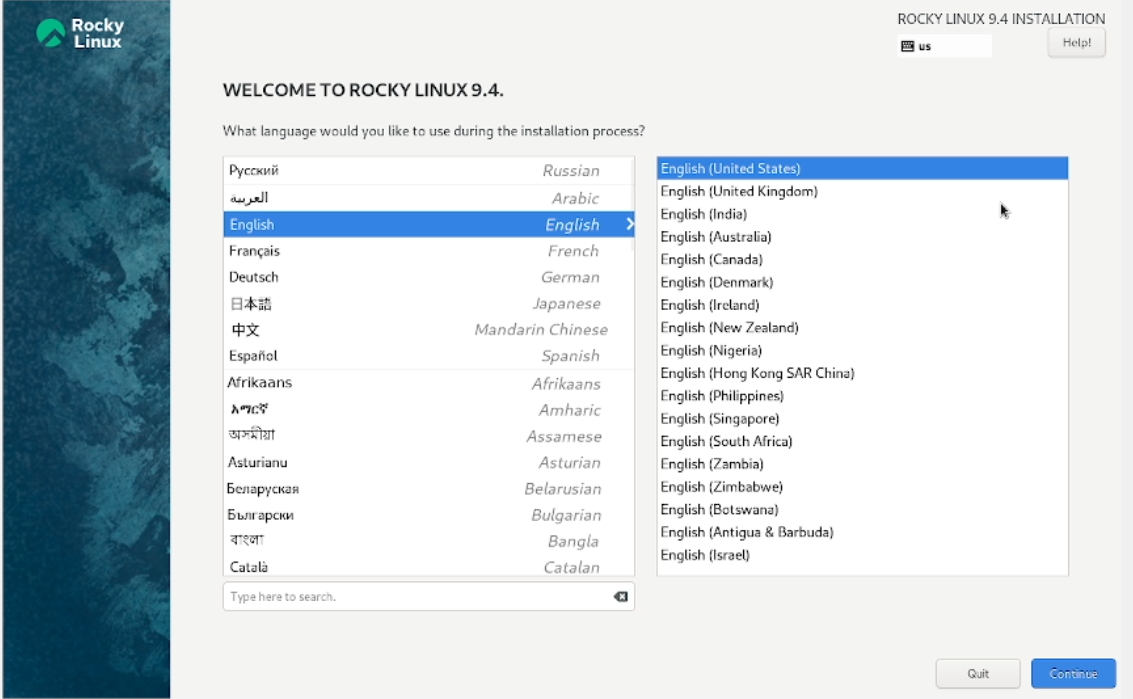 Rocky
Linux
ROCKY LINUX 9.4 INSTALLATION
us
Help!
WELCOME TO ROCKY LINUX 9.4.
What language would you like to use during the installation process?
Русский Russian
العربية Arabic
English English
Français French
Deutsch German
日本語 Japanese
中文 Mandarin Chinese
Español Spanish
Afrikaans Afrikaans
አማርኛ Amharic
অসমীয়া Assamese
Asturianu Asturian
Беларуская Belarusian
Български Bulgarian
বাংলা Bangla
Català Catalan
Type here to search.
English (United States)
English (United Kingdom)
English (India)
English (Australia)
English (Canada)
English (Denmark)
English (Ireland)
English (New Zealand)
English (Nigeria)
English (Hong Kong SAR China)
English (Philippines)
English (Singapore)
English (South Africa)
English (Zambia)
English (Zimbabwe)
English (Botswana)
English (Antigua & Barbuda)
English (Israel)
Quit
Continue